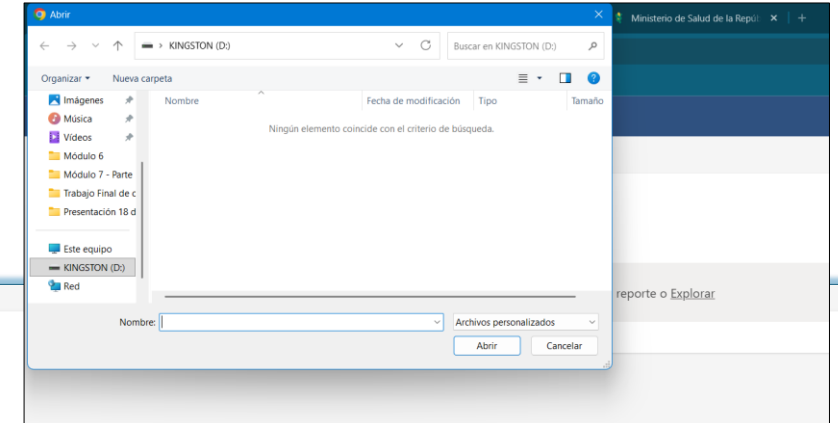 Abrir
Ministerio de Salud de la Repúb
KINGSTON (D:)
Buscar en KINGSTON (D:)
Organizar
Nueva carpeta
Imágenes
Nombre
Fecha de modificación
Tipo
Tamaño
Música
Ningún elemento coincide con el criterio de búsqueda.
Vídeos
Módulo 6
Módulo 7 - Parte
Trabajo Final de c
Presentación 18 d
Este equipo
KINGSTON (D:)
Red
reporte o Explorar
Nombre:
Archivos personalizados
Abrir
Cancelar